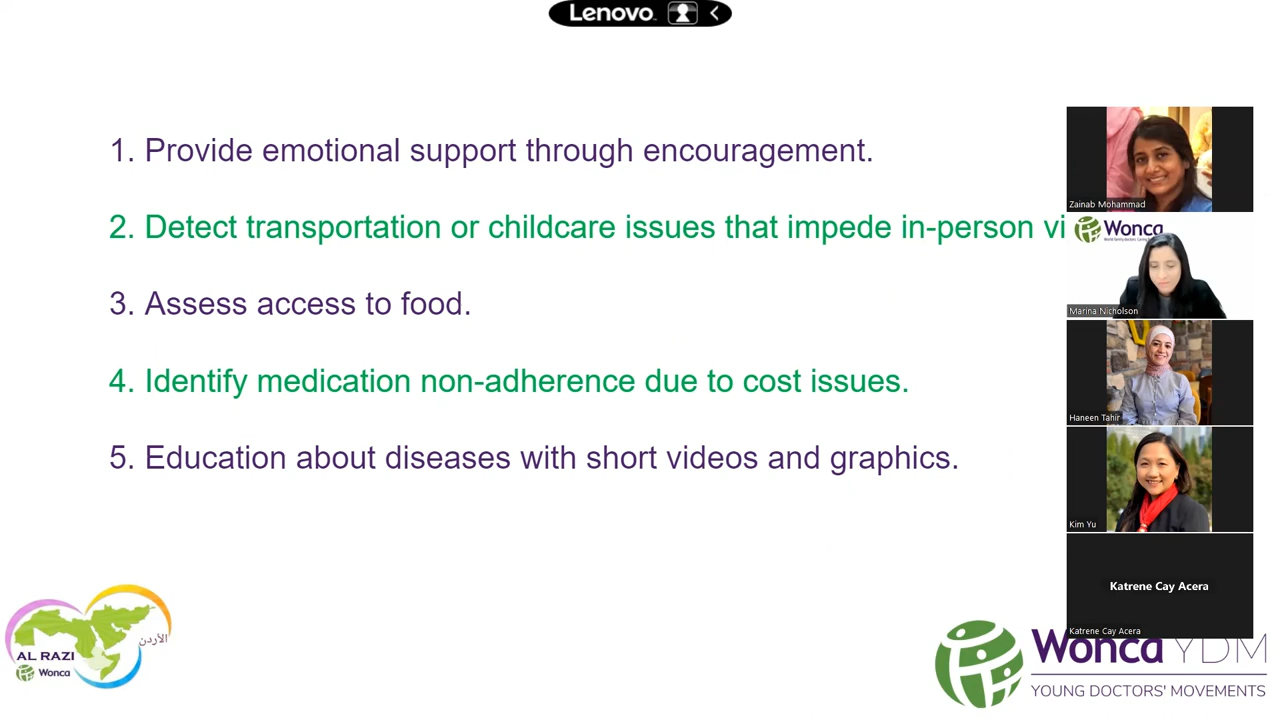 Lenovo
1. Provide emotional support through encouragement.
2. Detect transportation or childcare issues that impede in-person vi
3. Assess access to food.
4. Identify medication non-adherence due to cost issues.
5. Education about diseases with short videos and graphics.
Zainab Mohammad
Wonca
Marina Nicholson
Haneen Tahir
Kim Yu
Katrene Cay Acera
Katrene Cay Acera
الأردن
AL RAZI
Wonca
Wonca YDM
YOUNG DOCTORS' MOVEMENTS